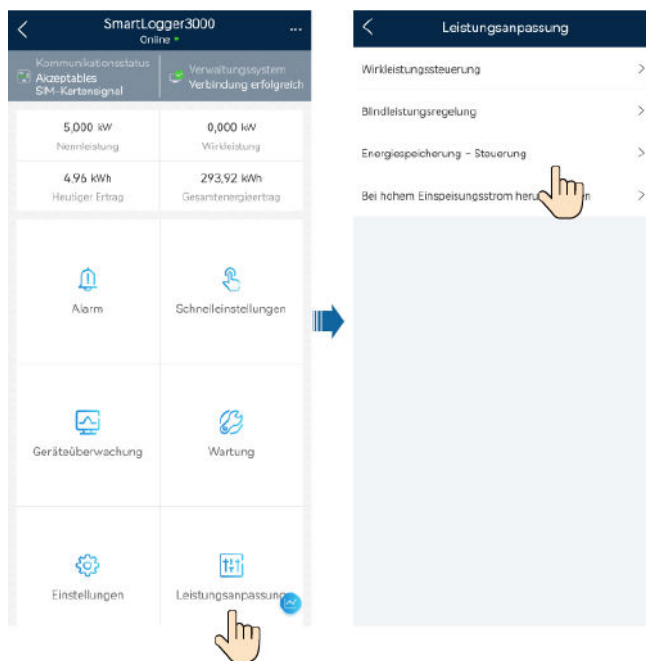 SmartLogger3000
Online
Kommunikationsstatus
Akzeptables
SIM-Kartensignal
Verwaltungssystem
Verbindung erfolgreich
5,000 kW
Nennleistung
0,000 kW
Wirkleistung
4,96 kWh
Heutiger Ertrag
293,92 kWh
Gesamtenergieertrag
Alarm
Schnelleinstellungen
Geräteüberwachung
Wartung
Einstellungen
Leistungsanpassung
Leistungsanpassung
Wirkleistungssteuerung
Blindleistungsregelung
Energiespeicherung - Steuerung
Bei hohem Einspeisungsstrom